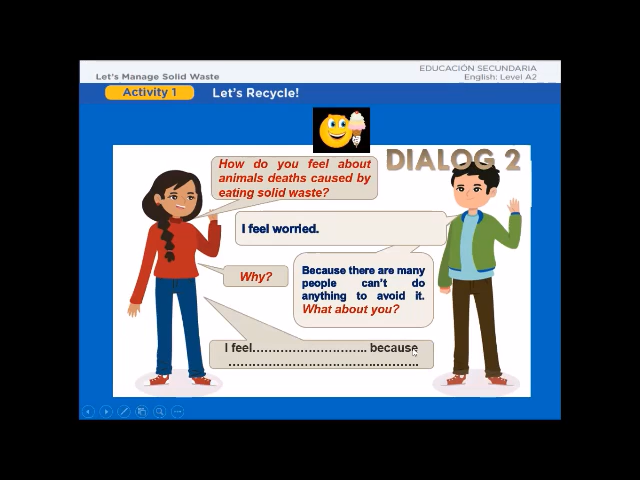 Let's Manage Solid Waste
EDUCACIÓN SECUNDARIA
English: Level A2
Activity 1
Let's Recycle!
DIALOG 2
How do you feel about
animals deaths caused by
eating solid waste?
I feel worried.
Why?
Because there are many
people can't do
anything to avoid it.
What about you?
I feel............................ because
................................................